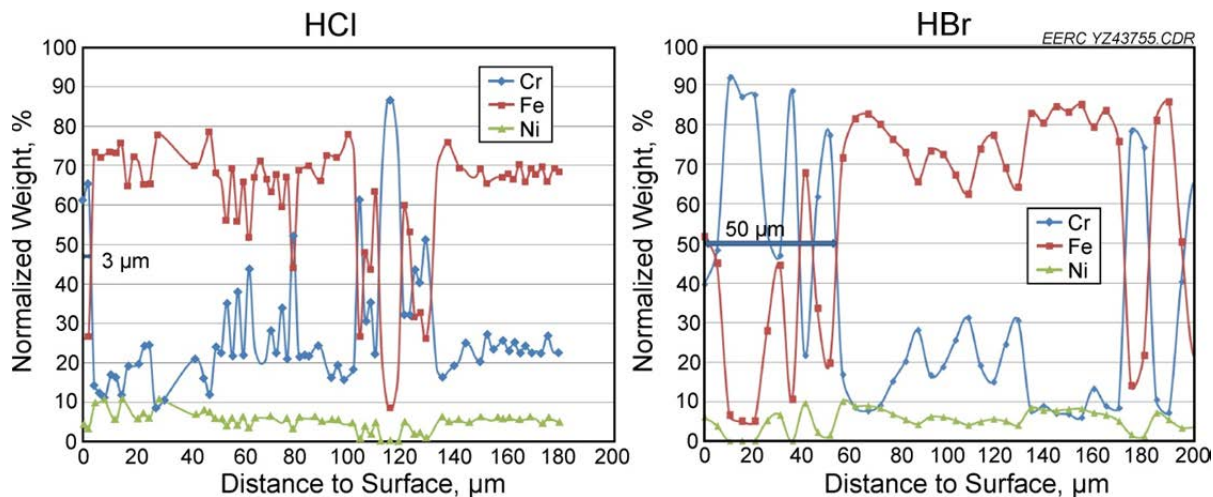 HCl
HBr
EERC YZ43755.CDR
100
90
80
70
60
50
40
30
20
10
0
Normalized Weight, %
Cr
Fe
Ni
3 µm
0 20 40 60 80 100 120 140 160 180 200
Distance to Surface, µm
100
90
80
70
60
50
40
30
20
10
0
Normalized Weight, %
50 µm
Cr
Fe
Ni
0 20 40 60 80 100 120 140 160 180 200
Distance to Surface, µm